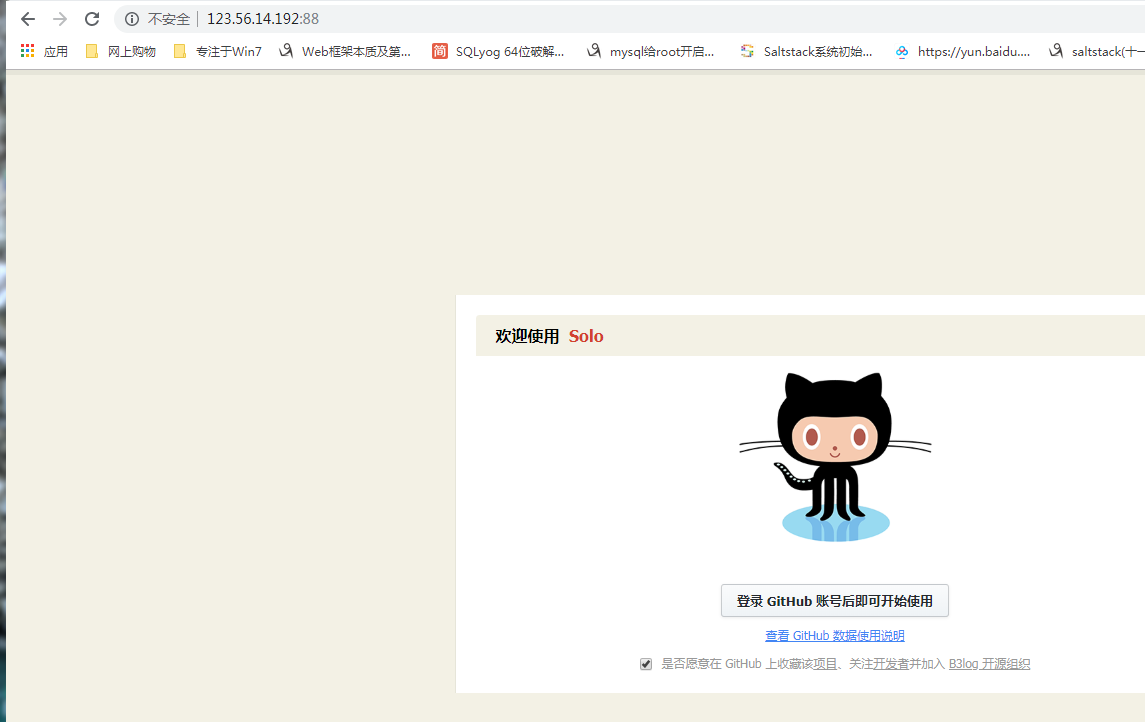 不安全 123.56.14.192:88
应用 网上购物 专注于Win7 Web框架本质及第... 简 SQLyog 64位破解... mysql给root开启... Saltstack系统初始... https://yun.baidu.... saltstack(十一
欢迎使用 Solo
登录 GitHub 账号后即可开始使用
查看 GitHub 数据使用说明
是否愿意在 GitHub 上收藏该项目、关注开发者并加入 B3log 开源组织